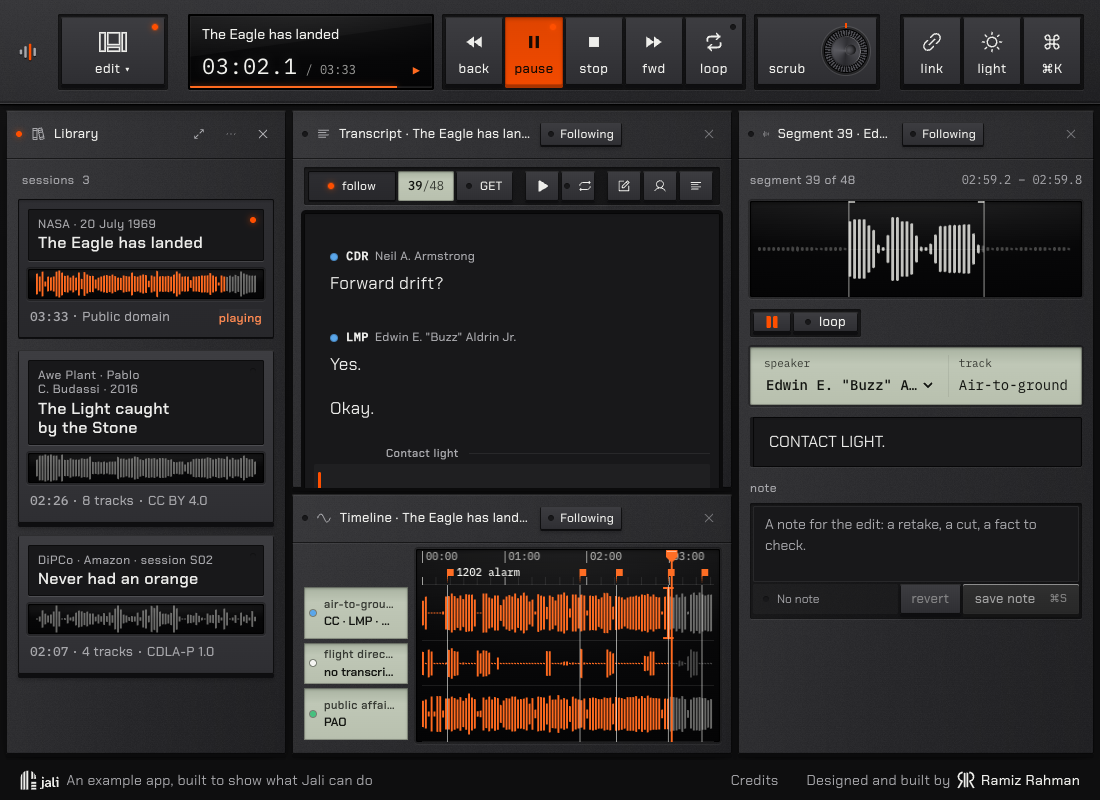 edit
The Eagle has landed
03:02.1 / 03:33
back
pause
stop
fwd
loop
scrub
link
light
⌘K
Library
sessions 3
NASA · 20 July 1969
The Eagle has landed
03:33 · Public domain
playing
Awe Plant · Pablo
C. Budassi · 2016
The Light caught
by the Stone
02:26 · 8 tracks · CC BY 4.0
DiPCo · Amazon · session S02
Never had an orange
02:07 · 4 tracks · CDLA-P 1.0
Transcript · The Eagle has lan...
Following
follow
39/48
GET
CDR Neil A. Armstrong
Forward drift?
LMP Edwin E. "Buzz" Aldrin Jr.
Yes.
Okay.
Contact light
Timeline · The Eagle has land...
Following
00:00
01:00
02:00
03:00
1202 alarm
air-to-grou...
CC · LMP · ...
flight direc...
no transcri...
public affai...
PAO
Segment 39 · Ed...
Following
segment 39 of 48
02:59.2 – 02:59.8
loop
speaker
Edwin E. "Buzz" A…
track
Air-to-ground
CONTACT LIGHT.
note
A note for the edit: a retake, a cut, a fact to
check.
No note
revert
save note ⌘S
jali An example app, built to show what Jali can do
Credits
Designed and built by Ramiz Rahman